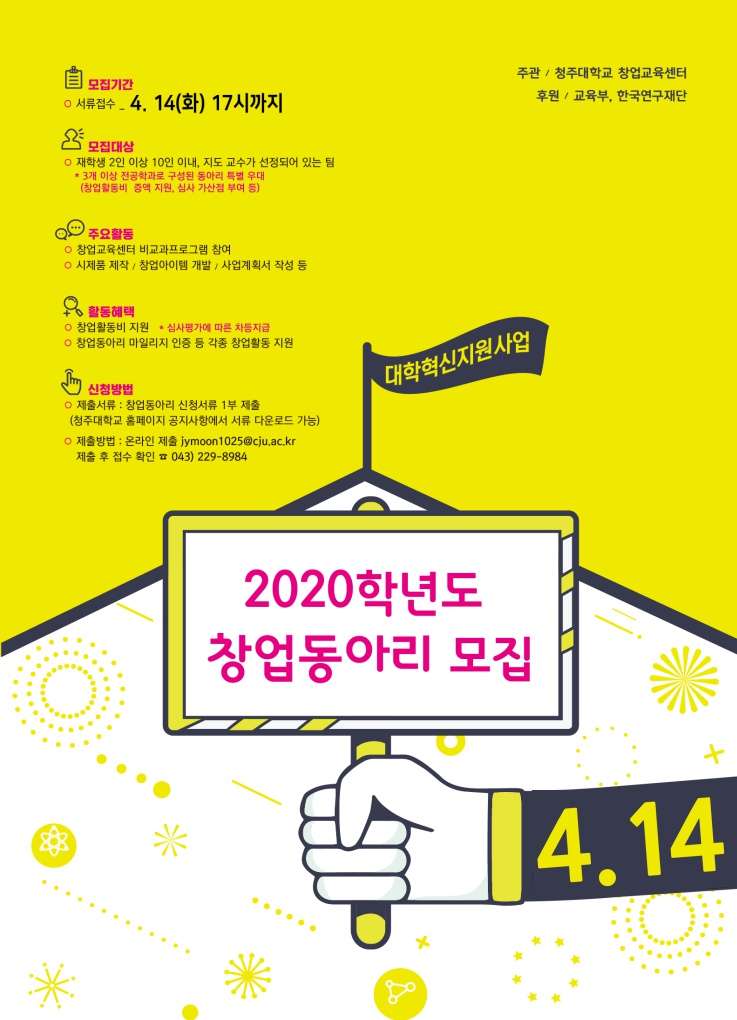 주관 / 청주대학교 창업교육센터
후원 / 교육부, 한국연구재단
모집기간
서류접수 _ 4. 14(화) 17시까지
모집대상
재학생 2인 이상 10인 이내, 지도 교수가 선정되어 있는 팀
* 3개 이상 전공학과로 구성된 동아리 특별 우대
(창업활동비 증액 지원, 심사 가산점 부여 등)
주요활동
창업교육센터 비교과프로그램 참여
시제품 제작 / 창업아이템 개발 / 사업계획서 작성 등
활동혜택
창업활동비 지원 * 심사평가에 따른 차등지급
창업동아리 마일리지 인증 등 각종 창업활동 지원
신청방법
제출서류 : 창업동아리 신청서류 1부 제출
(청주대학교 홈페이지 공지사항에서 서류 다운로드 가능)
제출방법 : 온라인 제출 jymoon1025@cju.ac.kr
제출 후 접수 확인 ☎ 043) 229-8984
대학혁신지원사업
2020학년도
창업동아리 모집
4.14